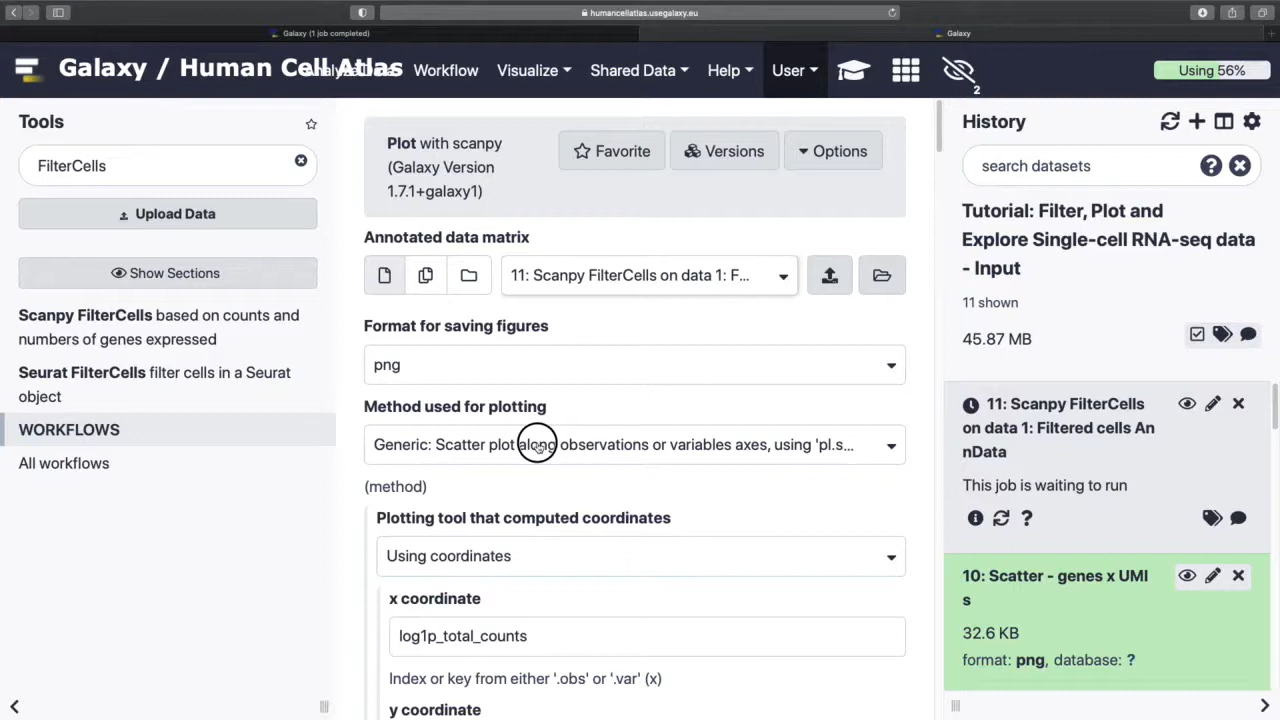 humancellatlas.usegalaxy.eu
Galaxy (1 job completed)
Galaxy
Galaxy / Human Cell Atlas
Workflow
Visualize
Shared Data
Help
User
2
Using 56%
Tools
FilterCells
Upload Data
Show Sections
Scanpy FilterCells based on counts and
numbers of genes expressed
Seurat FilterCells filter cells in a Seurat
object
WORKFLOWS
All workflows
Plot with scanpy
(Galaxy Version
1.7.1+galaxy1)
Favorite
Versions
Options
Annotated data matrix
11: Scanpy FilterCells on data 1: F...
Format for saving figures
png
Method used for plotting
Generic: Scatter plot along observations or variables axes, using 'pl.s...
(method)
Plotting tool that computed coordinates
Using coordinates
x coordinate
log1p_total_counts
Index or key from either '.obs' or '.var' (x)
y coordinate
History
search datasets
Tutorial: Filter, Plot and
Explore Single-cell RNA-seq data
- Input
11 shown
45.87 MB
11: Scanpy FilterCells
on data 1: Filtered cells An
nData
This job is waiting to run
10: Scatter - genes x UMI
s
32.6 KB
format: png, database: ?